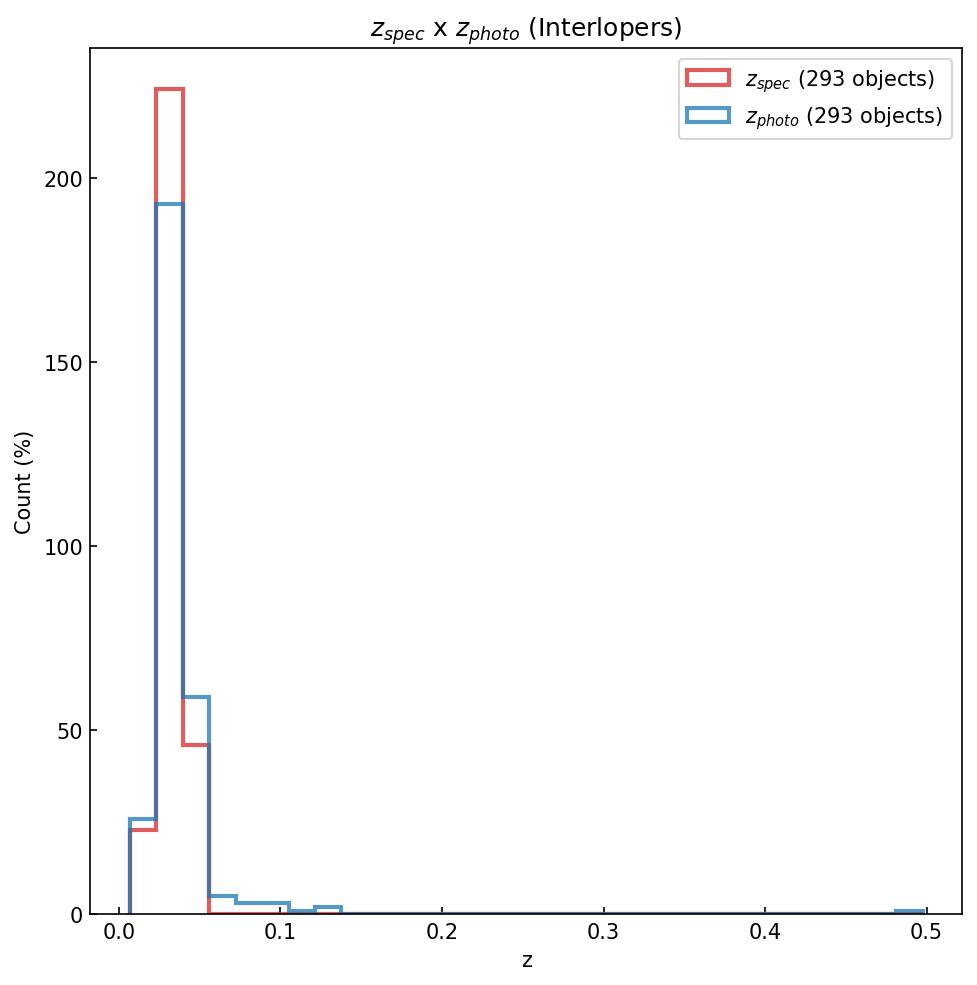 z_spec x z_photo (Interlopers)
z_spec (293 objects)
z_photo (293 objects)
Count (%)
200
150
100
50
0
0.0 0.1 0.2 0.3 0.4 0.5
z